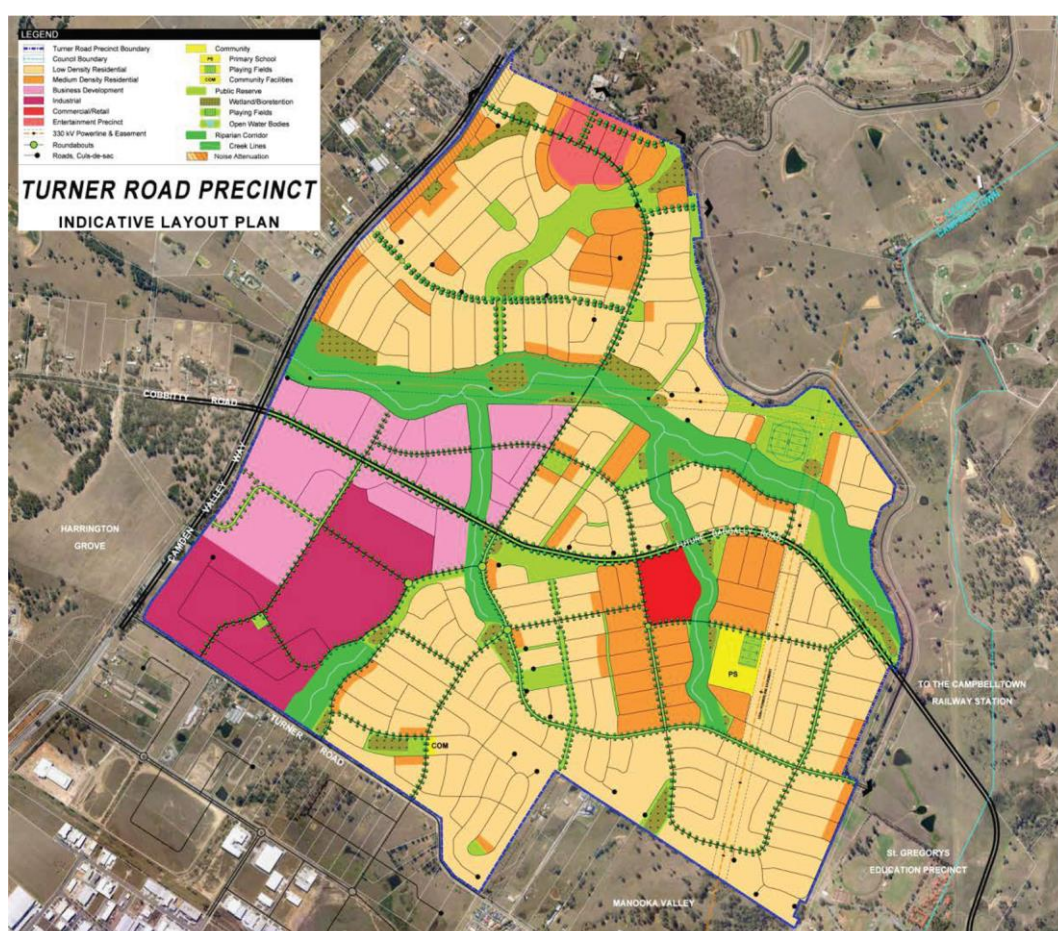 LEGEND
Turner Road Precinct Boundary
Council Boundary
Low Density Residential
Medium Density Residential
Business Development
Industrial
Commercial/Retail
Entertainment Precinct
330 kV Powerline & Easement
Roundabouts
Roads, Culs-de-sac
Community
PS Primary School
Playing Fields
COM Community Facilities
Public Reserve
Wetland/Bioretention
Playing Fields
Open Water Bodies
Riparian Corridor
Creek Lines
Noise Attenuation
TURNER ROAD PRECINCT
INDICATIVE LAYOUT PLAN
COBBITTY ROAD
CAMDEN VALLEY WAY
HARRINGTON
GROVE
PS
TO THE CAMPBELLTOWN
RAILWAY STATION
TURNER ROAD
COM
ST. GREGORYS
EDUCATION PRECINCT
MANOOKA VALLEY